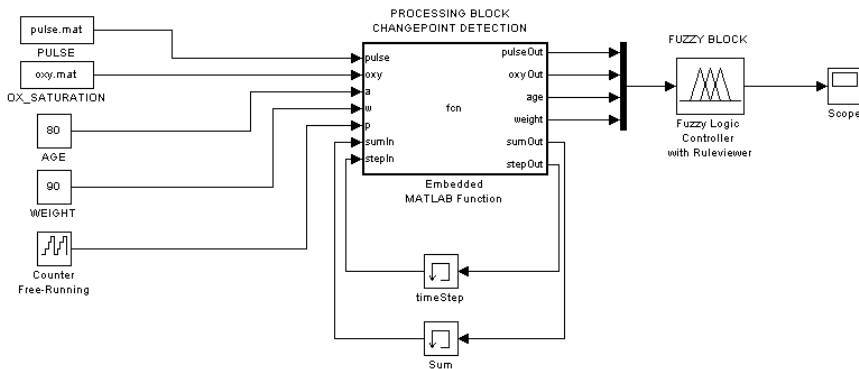 PROCESSING BLOCK
CHANGEPOINT DETECTION
pulse.mat
PULSE
oxy.mat
OX_SATURATION
80
AGE
90
WEIGHT
Counter
Free-Running
pulse
oxy
a
w
p
sumIn
stepIn
fcn
pulseOut
oxyOut
age
weight
sumOut
stepOut
Embedded
MATLAB Function
timeStep
Sum
FUZZY BLOCK
Fuzzy Logic
Controller
with Ruleviewer
Scope